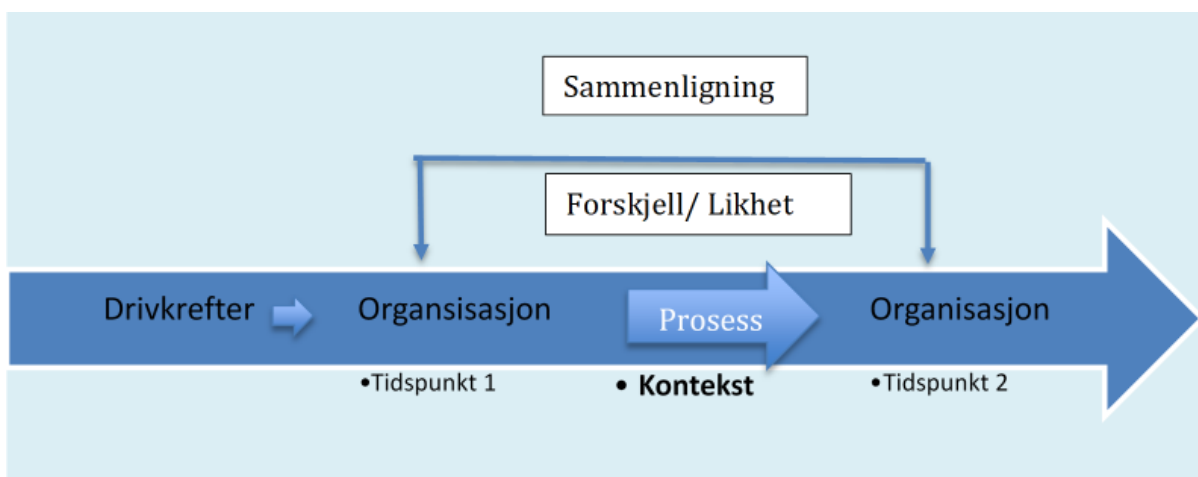 Sammenligning
Forskjell/ Likhet
Drivkrefter
Organsisasjon
Prosess
Organisasjon
•Tidspunkt 1
• Kontekst
•Tidspunkt 2